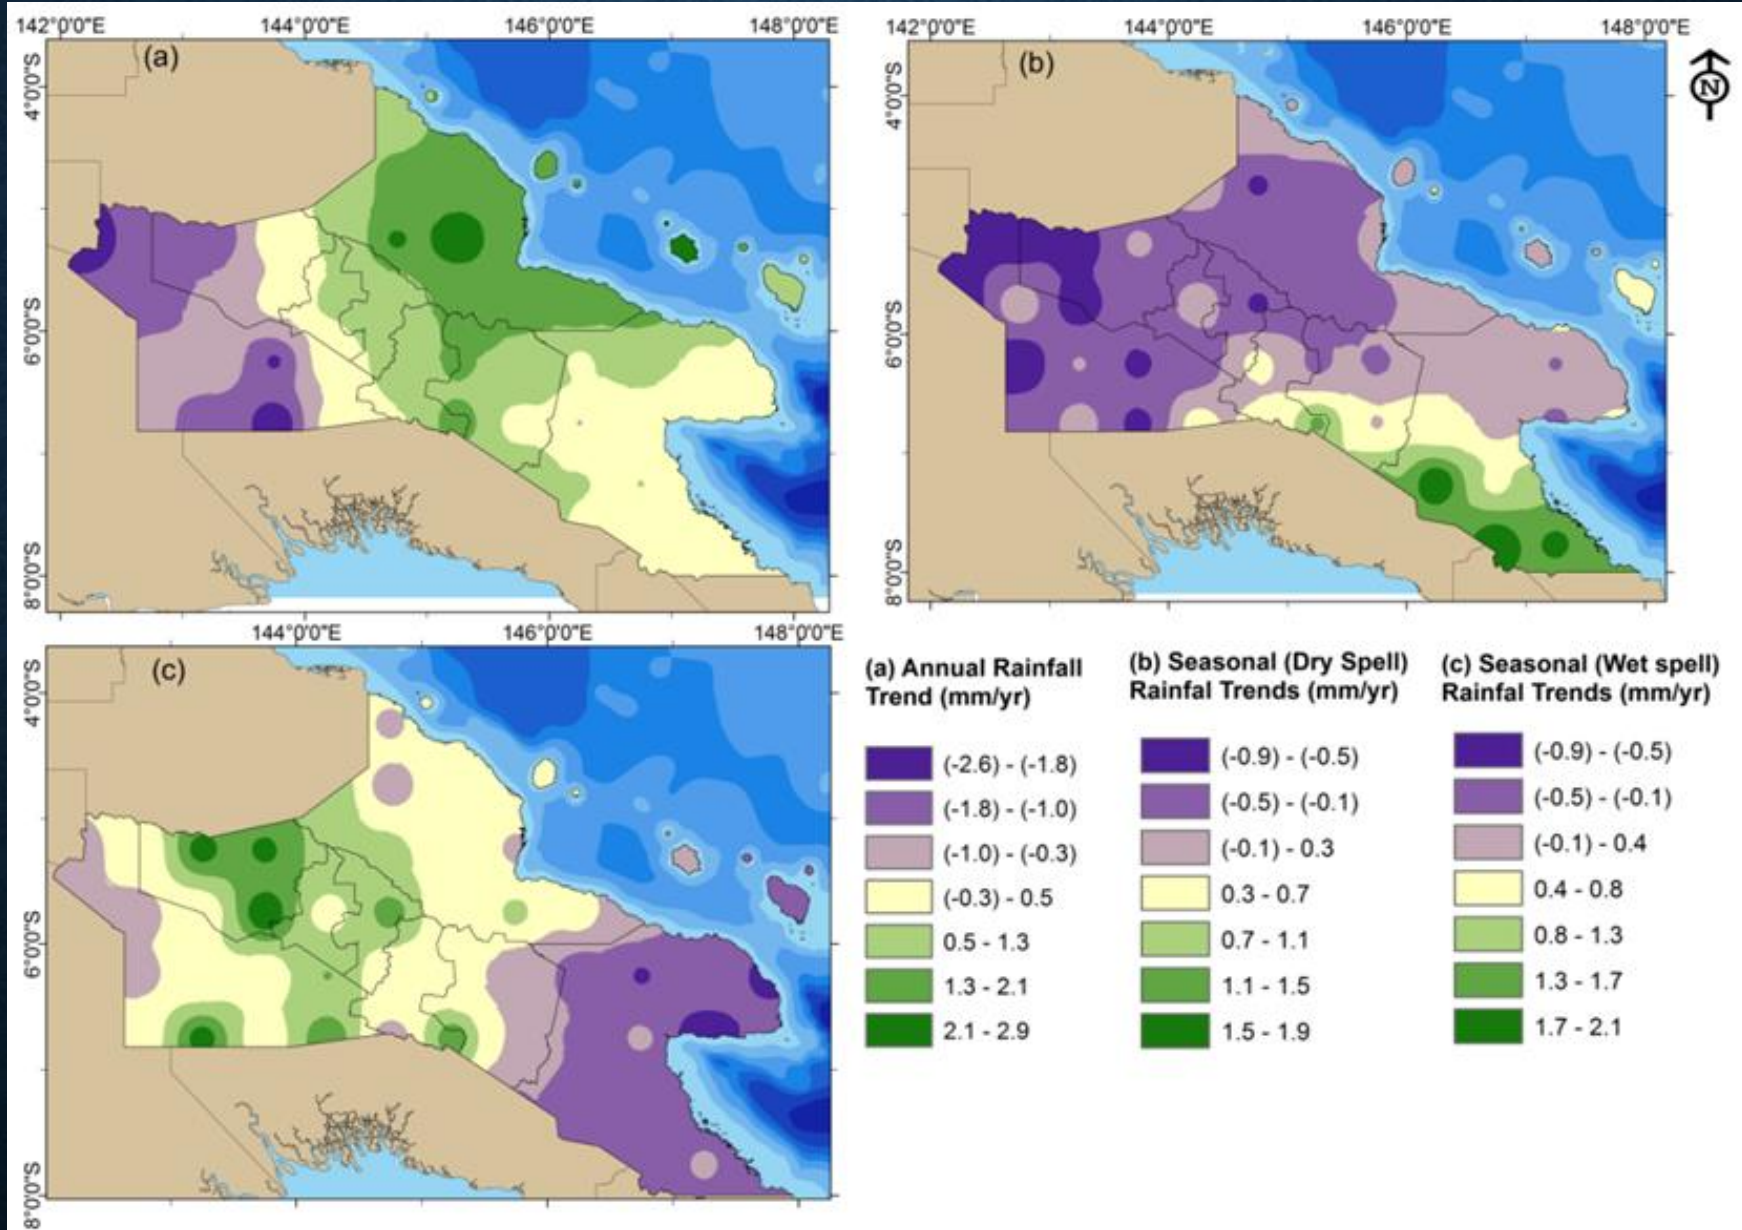 142°0'0"E 144°0'0"E 146°0'0"E 148°0'0"E
(a)
4°0'0"S
6°0'0"S
8°0'0"S
142°0'0"E 144°0'0"E 146°0'0"E 148°0'0"E
(b)
N
4°0'0"S
6°0'0"S
8°0'0"S
144°0'0"E 146°0'0"E 148°0'0"E
(c)
4°0'0"S
6°0'0"S
8°0'0"S
(a) Annual Rainfall
Trend (mm/yr)
(-2.6) - (-1.8)
(-1.8) - (-1.0)
(-1.0) - (-0.3)
(-0.3) - 0.5
0.5 - 1.3
1.3 - 2.1
2.1 - 2.9
(b) Seasonal (Dry Spell)
Rainfal Trends (mm/yr)
(-0.9) - (-0.5)
(-0.5) - (-0.1)
(-0.1) - 0.3
0.3 - 0.7
0.7 - 1.1
1.1 - 1.5
1.5 - 1.9
(c) Seasonal (Wet spell)
Rainfal Trends (mm/yr)
(-0.9) - (-0.5)
(-0.5) - (-0.1)
(-0.1) - 0.4
0.4 - 0.8
0.8 - 1.3
1.3 - 1.7
1.7 - 2.1